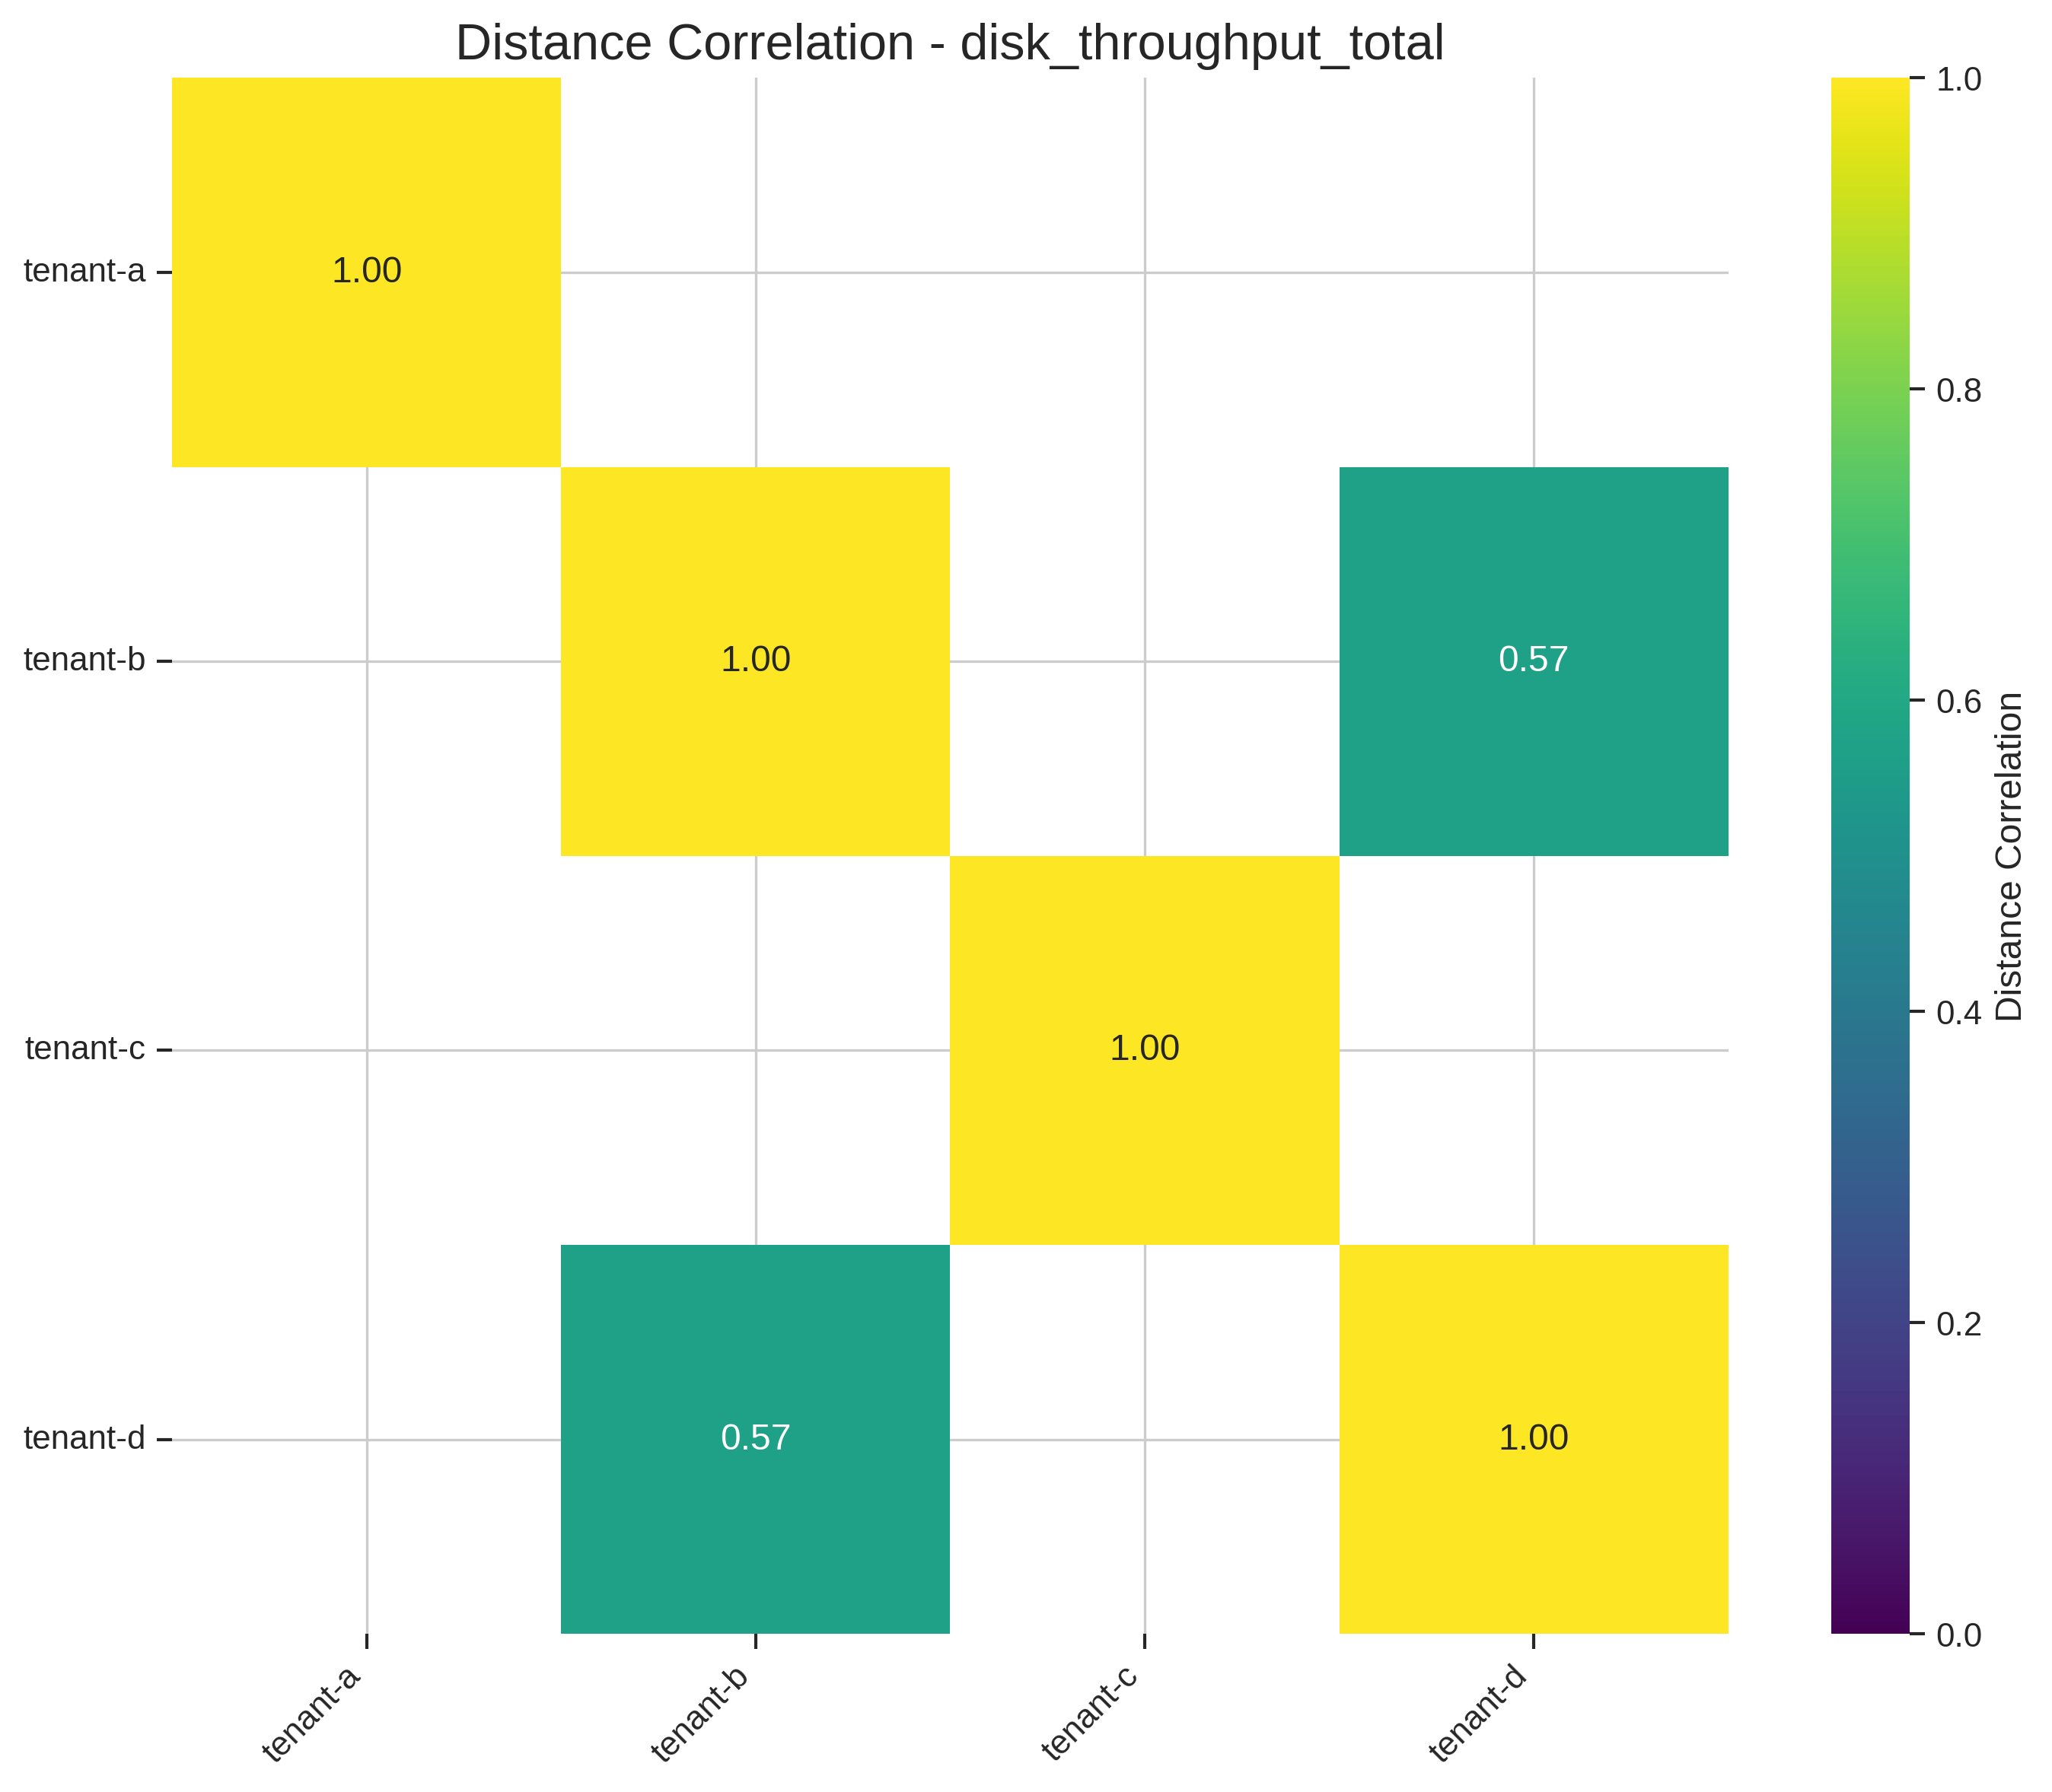 Distance Correlation - disk_throughput_total
tenant-a
tenant-b
tenant-c
tenant-d
1.00
1.00
0.57
1.00
0.57
1.00
tenant-a
tenant-b
tenant-c
tenant-d
1.0
0.8
0.6
0.4
0.2
0.0
Distance Correlation